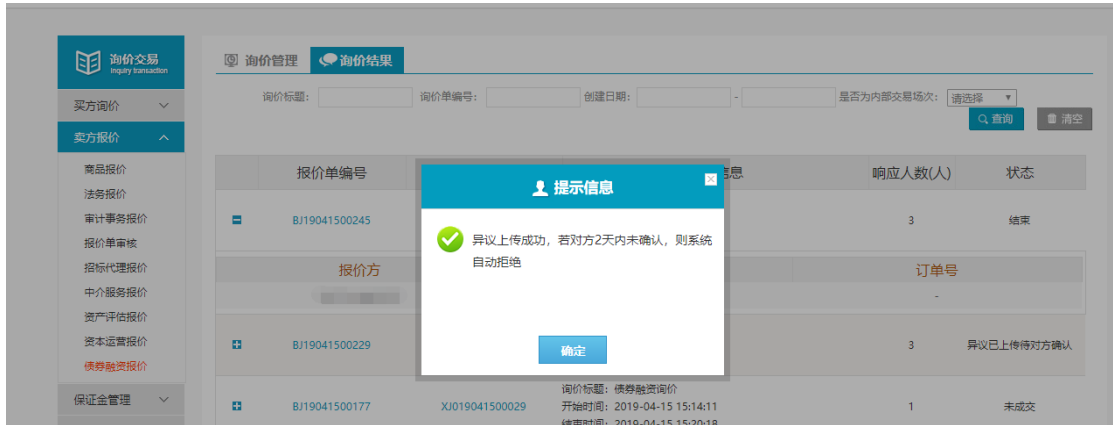 询价交易
Inquiry transaction
询价管理
询价结果
询价标题：
询价单编号：
创建日期：
-
是否为内部交易场次：
请选择
查询
清空
买方询价
卖方报价
商品报价
法务报价
审计事务报价
报价单审核
招标代理报价
中介服务报价
资产评估报价
资本运营报价
债券融资报价
保证金管理
报价单编号
息
响应人数(人)
状态
BJ19041500245
3
结束
报价方
订单号
-
BJ19041500229
3
异议已上传待对方确认
BJ19041500177
XJ019041500029
询价标题：债券融资询价
开始时间：2019-04-15 15:14:11
结束时间：2019-04-15 15:20:18
1
未成交
提示信息
异议上传成功，若对方2天内未确认，则系统
自动拒绝
确定